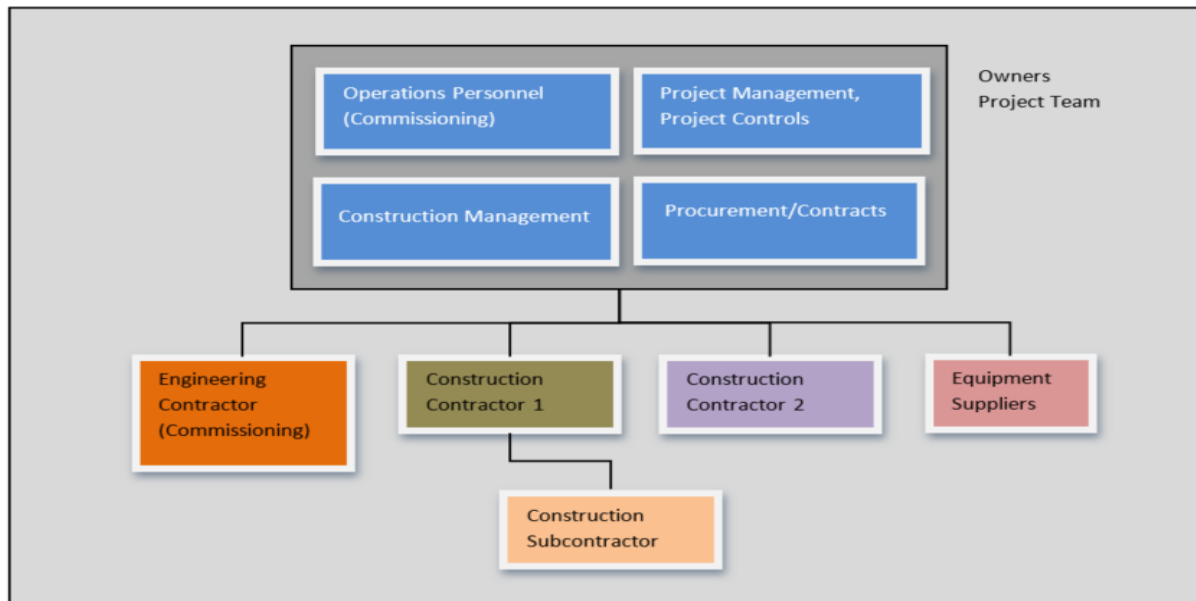 Operations Personnel
(Commissioning)
Project Management,
Project Controls
Owners
Project Team
Construction Management
Procurement/Contracts
Engineering
Contractor
(Commissioning)
Construction
Contractor 1
Construction
Contractor 2
Equipment
Suppliers
Construction
Subcontractor